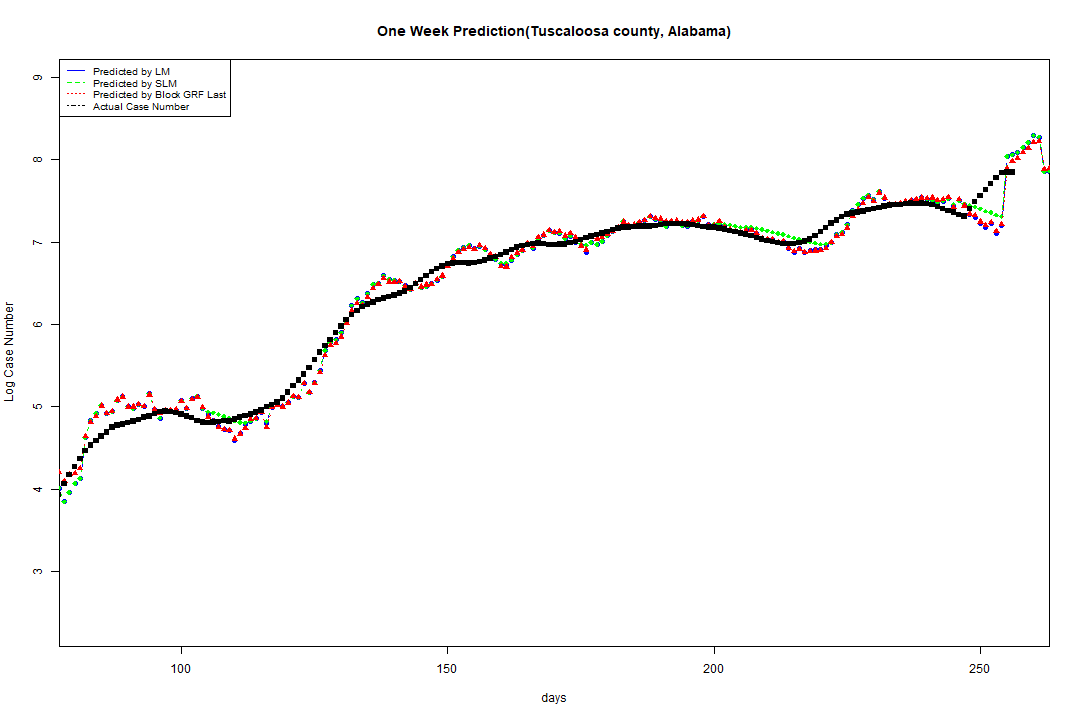 One Week Prediction(Tuscaloosa county, Alabama)
Predicted by LM
Predicted by SLM
Predicted by Block GRF Last
Actual Case Number
9
8
7
6
5
4
3
Log Case Number
100 150 200 250
days